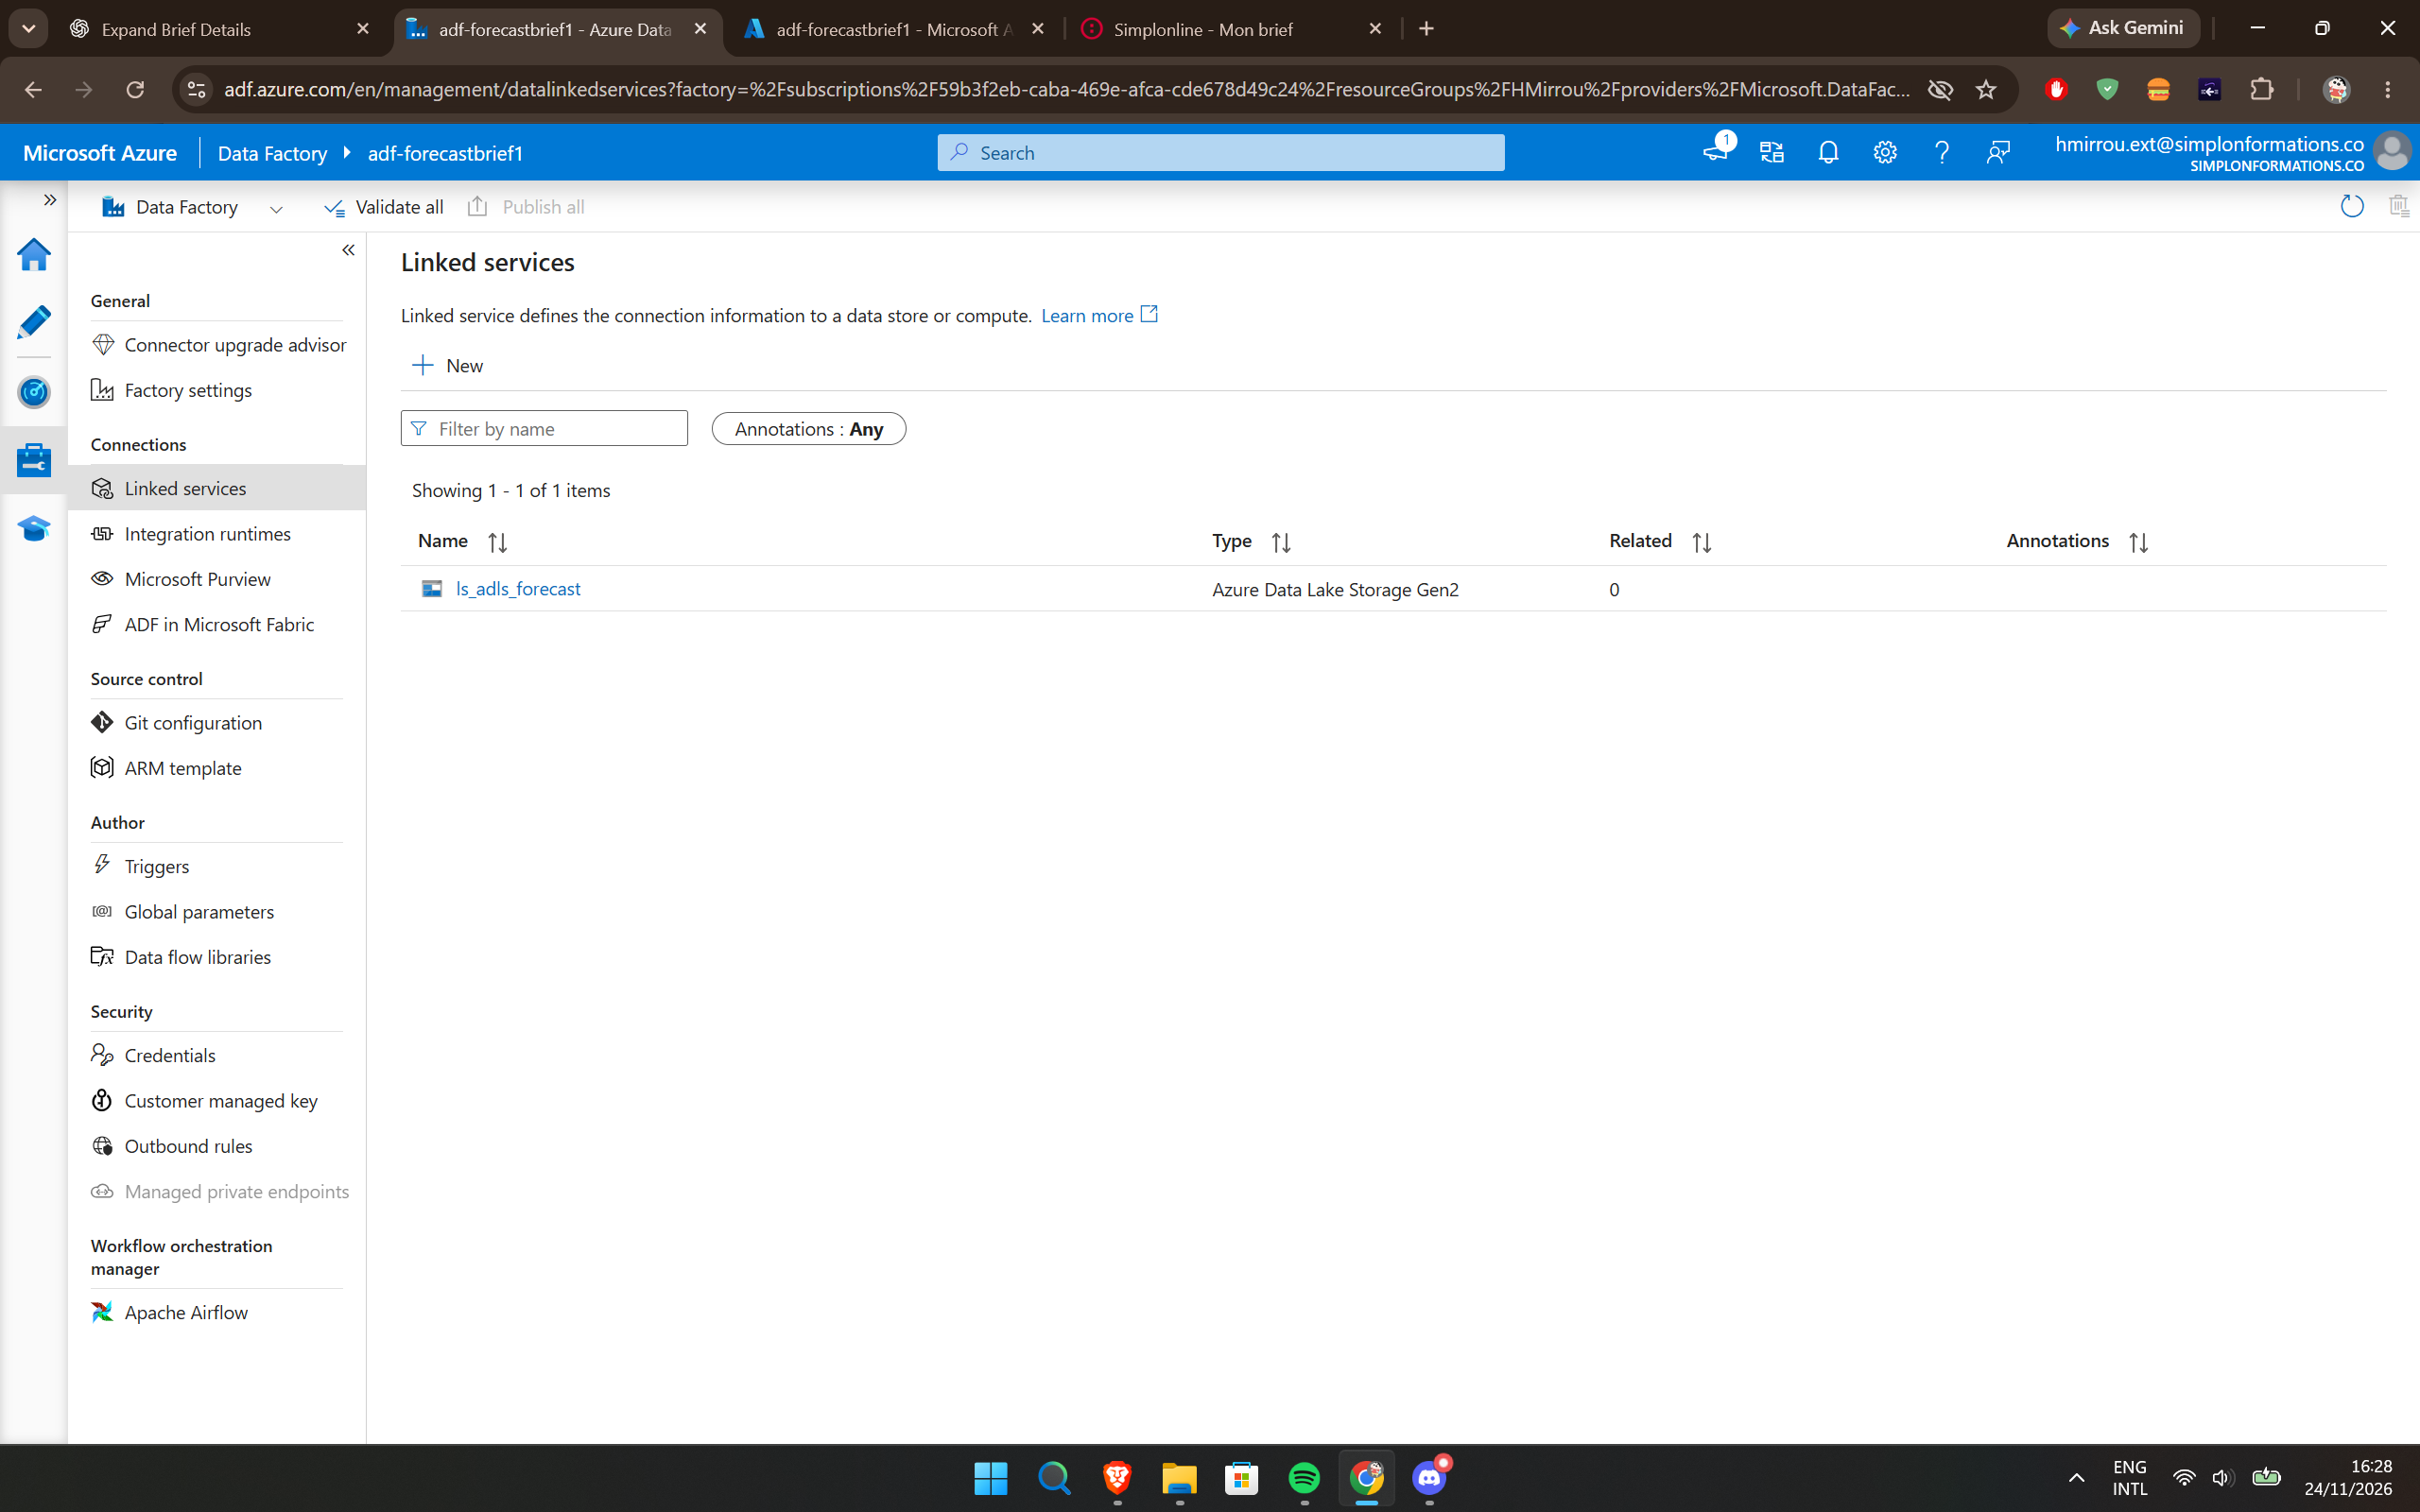 Expand Brief Details
adf-forecastbrief1 - Azure Data
adf-forecastbrief1 - Microsoft A
Simplonline - Mon brief
Ask Gemini
adf.azure.com/en/management/datalinkedservices?factory=%2Fsubscriptions%2F59b3f2eb-caba-469e-afca-cde678d49c24%2FresourceGroups%2FHMirrou%2Fproviders%2FMicrosoft.DataFac...
Microsoft Azure
Data Factory
adf-forecastbrief1
Search
1
hmirrou.ext@simplonformations.co
SIMPLONFORMATIONS.CO
Data Factory
Validate all
Publish all
General
Connector upgrade advisor
Factory settings
Connections
Linked services
Integration runtimes
Microsoft Purview
ADF in Microsoft Fabric
Source control
Git configuration
ARM template
Author
Triggers
Global parameters
Data flow libraries
Security
Credentials
Customer managed key
Outbound rules
Managed private endpoints
Workflow orchestration
manager
Apache Airflow
Linked services
Linked service defines the connection information to a data store or compute. Learn more
New
Filter by name
Annotations : Any
Showing 1 - 1 of 1 items
Name Type Related Annotations
ls_adls_forecast Azure Data Lake Storage Gen2 0
ENG
INTL
16:28
24/11/2026